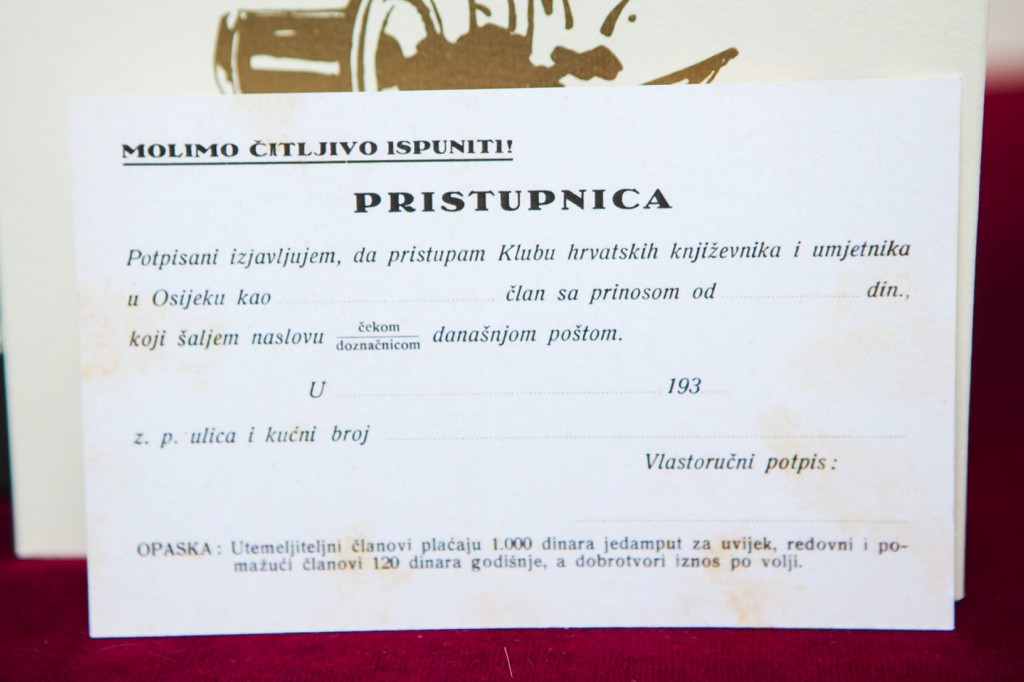 MOLIMO ČITLJIVO ISPUNITI!
PRISTUPNICA
Potpisani izjavljujem, da pristupam Klubu hrvatskih književnika i umjetnika
u Osijeku kao član sa prinosom od din.,
koji šaljem naslovu čekom doznačnicom današnjom poštom.
U 193
z. p. ulica i kućni broj
Vlastoručni potpis:
OPASKA: Utemeljiteljni članovi plaćaju 1.000 dinara jedamput za uvijek, redovni i po-
mažući članovi 120 dinara godišnje, a dobrotvori iznos po volji.